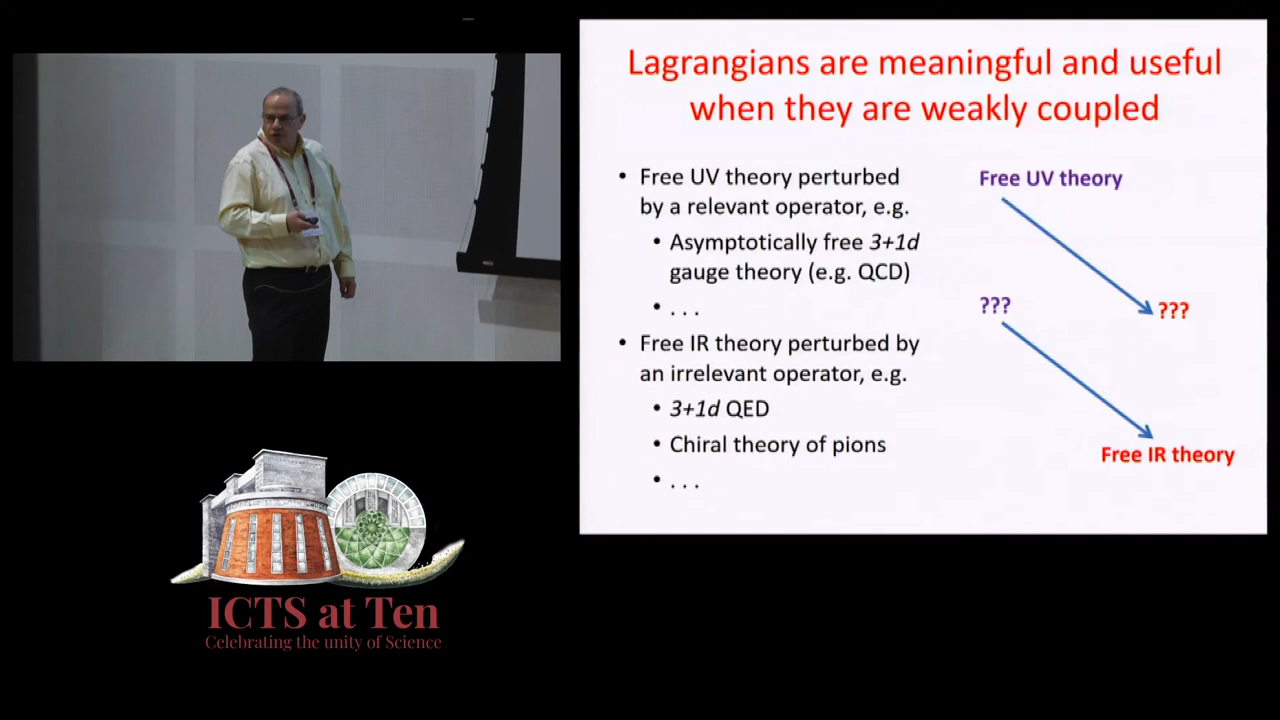 Lagrangians are meaningful and useful
when they are weakly coupled
• Free UV theory perturbed
by a relevant operator, e.g.
• Asymptotically free 3+1d
gauge theory (e.g. QCD)
• . . .
• Free IR theory perturbed by
an irrelevant operator, e.g.
• 3+1d QED
• Chiral theory of pions
• . . .
Free UV theory
???
???
Free IR theory
ICTS at Ten
Celebrating the unity of Science